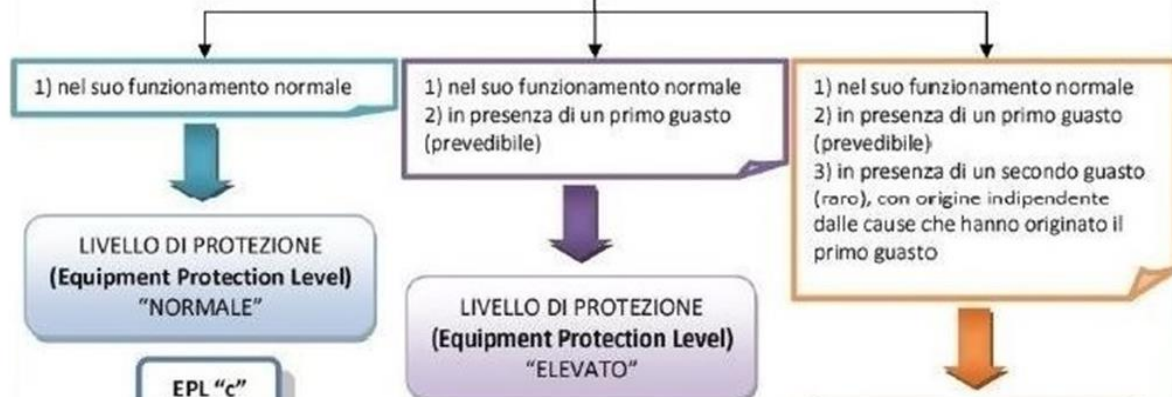 1) nel suo funzionamento normale
LIVELLO DI PROTEZIONE
(Equipment Protection Level)
"NORMALE"
EPL "c"
1) nel suo funzionamento normale
2) in presenza di un primo guasto
(prevedibile)
LIVELLO DI PROTEZIONE
(Equipment Protection Level)
"ELEVATO"
1) nel suo funzionamento normale
2) in presenza di un primo guasto
(prevedibile)
3) in presenza di un secondo guasto
(raro), con origine indipendente
dalle cause che hanno originato il
primo guasto